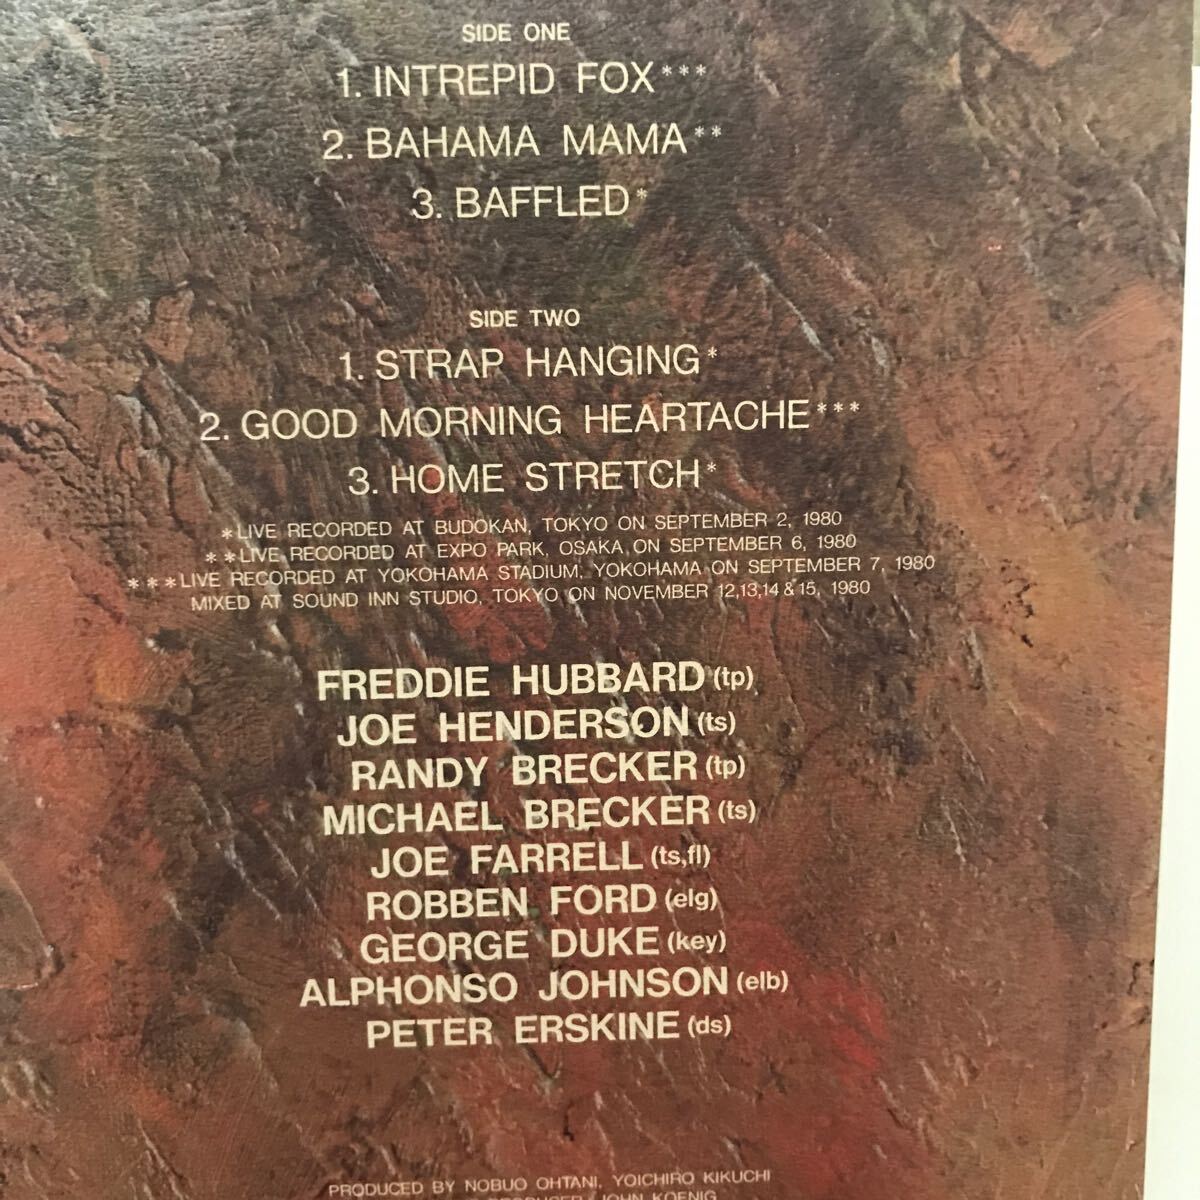 SIDE ONE
1. INTREPID FOX***
2. BAHAMA MAMA**
3. BAFFLED*
SIDE TWO
1. STRAP HANGING*
2. GOOD MORNING HEARTACHE***
3. HOME STRETCH*
*LIVE RECORDED AT BUDOKAN, TOKYO ON SEPTEMBER 2, 1980
**LIVE RECORDED AT EXPO PARK, OSAKA ON SEPTEMBER 6, 1980
***LIVE RECORDED AT YOKOHAMA STADIUM, YOKOHAMA ON SEPTEMBER 7, 1980
MIXED AT SOUND INN STUDIO, TOKYO ON NOVEMBER 12,13,14&15, 1980
FREDDIE HUBBARD (tp)
JOE HENDERSON (ts)
RANDY BRECKER (tp)
MICHAEL BRECKER (ts)
JOE FARRELL (ts,fl)
ROBBEN FORD (elg)
GEORGE DUKE (key)
ALPHONSO JOHNSON (elb)
PETER ERSKINE (ds)
PRODUCED BY NOBUO OHTANI, YOICHIRO KIKUCHI
PRODUCER: JOHN KOENIG